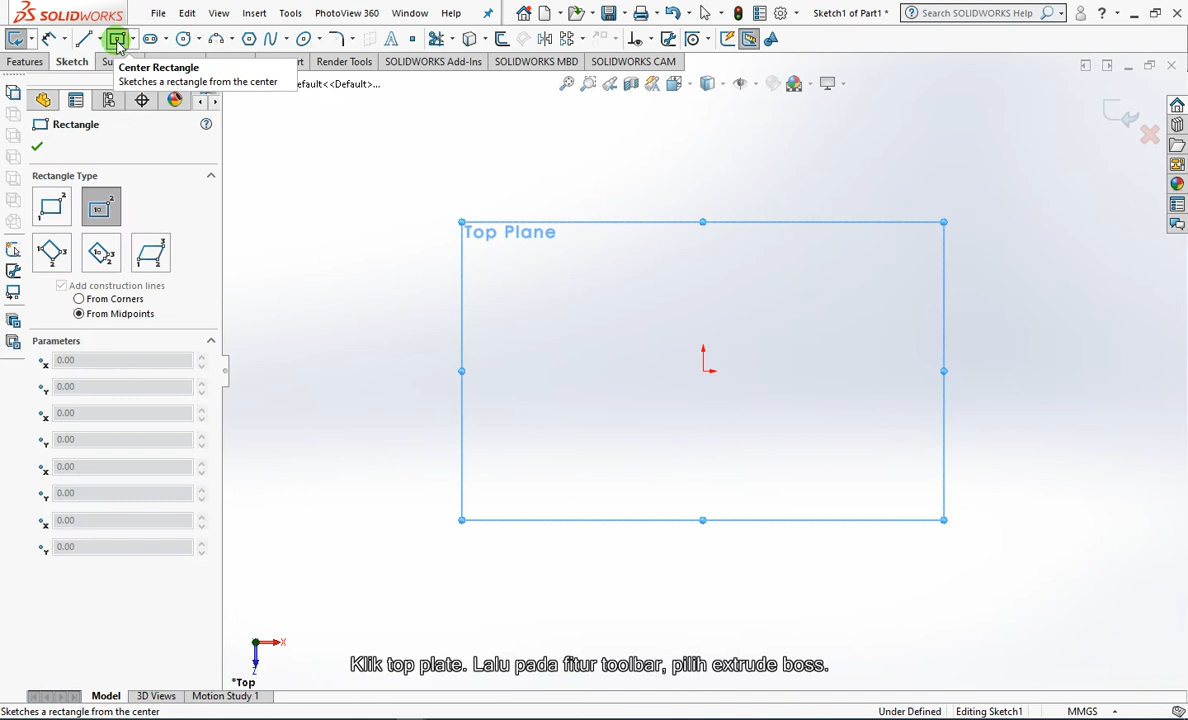 SOLIDWORKS
File
Edit
View
Insert
Tools
PhotoView 360
Window
Help
Sketch1 of Part1 *
Search SOLIDWORKS Help
Features
Sketch
Su
rt
Render Tools
SOLIDWORKS Add-Ins
SOLIDWORKS MBD
SOLIDWORKS CAM
Center Rectangle
Sketches a rectangle from the center
efault<<Default>...
Rectangle
Rectangle Type
Add construction lines
From Corners
From Midpoints
Parameters
x 0.00
Y 0.00
x 0.00
Y 0.00
x 0.00
Y 0.00
x 0.00
Y 0.00
Top Plane
X
Z
*Top
Klik top plate. Lalu pada fitur toolbar, pilih extrude boss.
Model
3D Views
Motion Study 1
Sketches a rectangle from the center
Under Defined
Editing Sketch1
MMGS